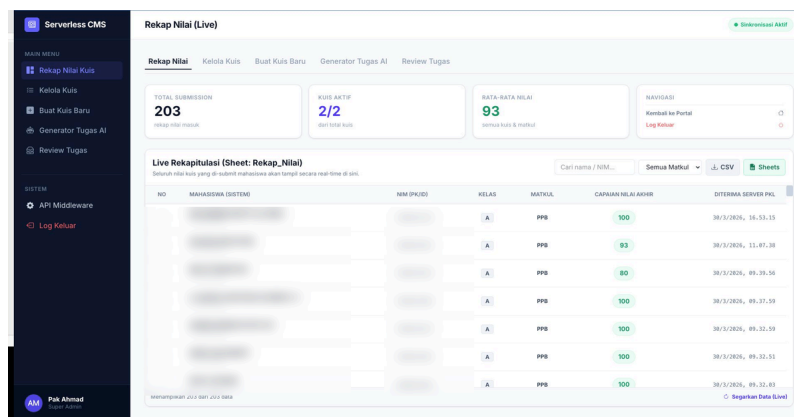 Serverless CMS
MAIN MENU
Rekap Nilai Kuis
Kelola Kuis
Buat Kuis Baru
Generator Tugas AI
Review Tugas
SISTEM
API Middleware
Log Keluar
AM
Pak Ahmad
Super Admin
Rekap Nilai (Live)
Sinkronisasi Aktif
Rekap Nilai Kelola Kuis Buat Kuis Baru Generator Tugas AI Review Tugas
TOTAL SUBMISSION
203
rekap nilai masuk
KUIS AKTIF
2/2
dari total kuis
RATA-RATA NILAI
93
semua kuis & matkul
NAVIGASI
Kembali ke Portal
Log Keluar
Live Rekapitulasi (Sheet: Rekap_Nilai)
Seluruh nilai kuis yang di-submit mahasiswa akan tampil secara real-time di sini.
Cari nama / NIM... Semua Matkul CSV Sheets
NO MAHASISWA (SISTEM) NIM (PK/ID) KELAS MATKUL CAPAIAN NILAI AKHIR DITERIMA SERVER PKL
A PPB 100 30/3/2026, 16.53.15
A PPB 93 30/3/2026, 11.07.38
A PPB 80 30/3/2026, 09.39.56
A PPB 100 30/3/2026, 09.37.59
A PPB 100 30/3/2026, 09.32.59
A PPB 100 30/3/2026, 09.32.51
A PPB 100 30/3/2026, 09.32.03
Menampilkan 203 dari 203 data
Segarkan Data (Live)